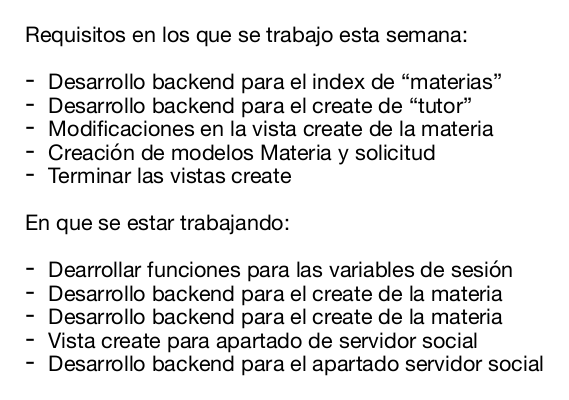 Requisitos en los que se trabajo esta semana:
- Desarrollo backend para el index de “materias”
- Desarrollo backend para el create de “tutor”
- Modificaciones en la vista create de la materia
- Creación de modelos Materia y solicitud
- Terminar las vistas create
En que se estar trabajando:
- Dearrollar funciones para las variables de sesión
- Desarrollo backend para el create de la materia
- Desarrollo backend para el create de la materia
- Vista create para apartado de servidor social
- Desarrollo backend para el apartado servidor social